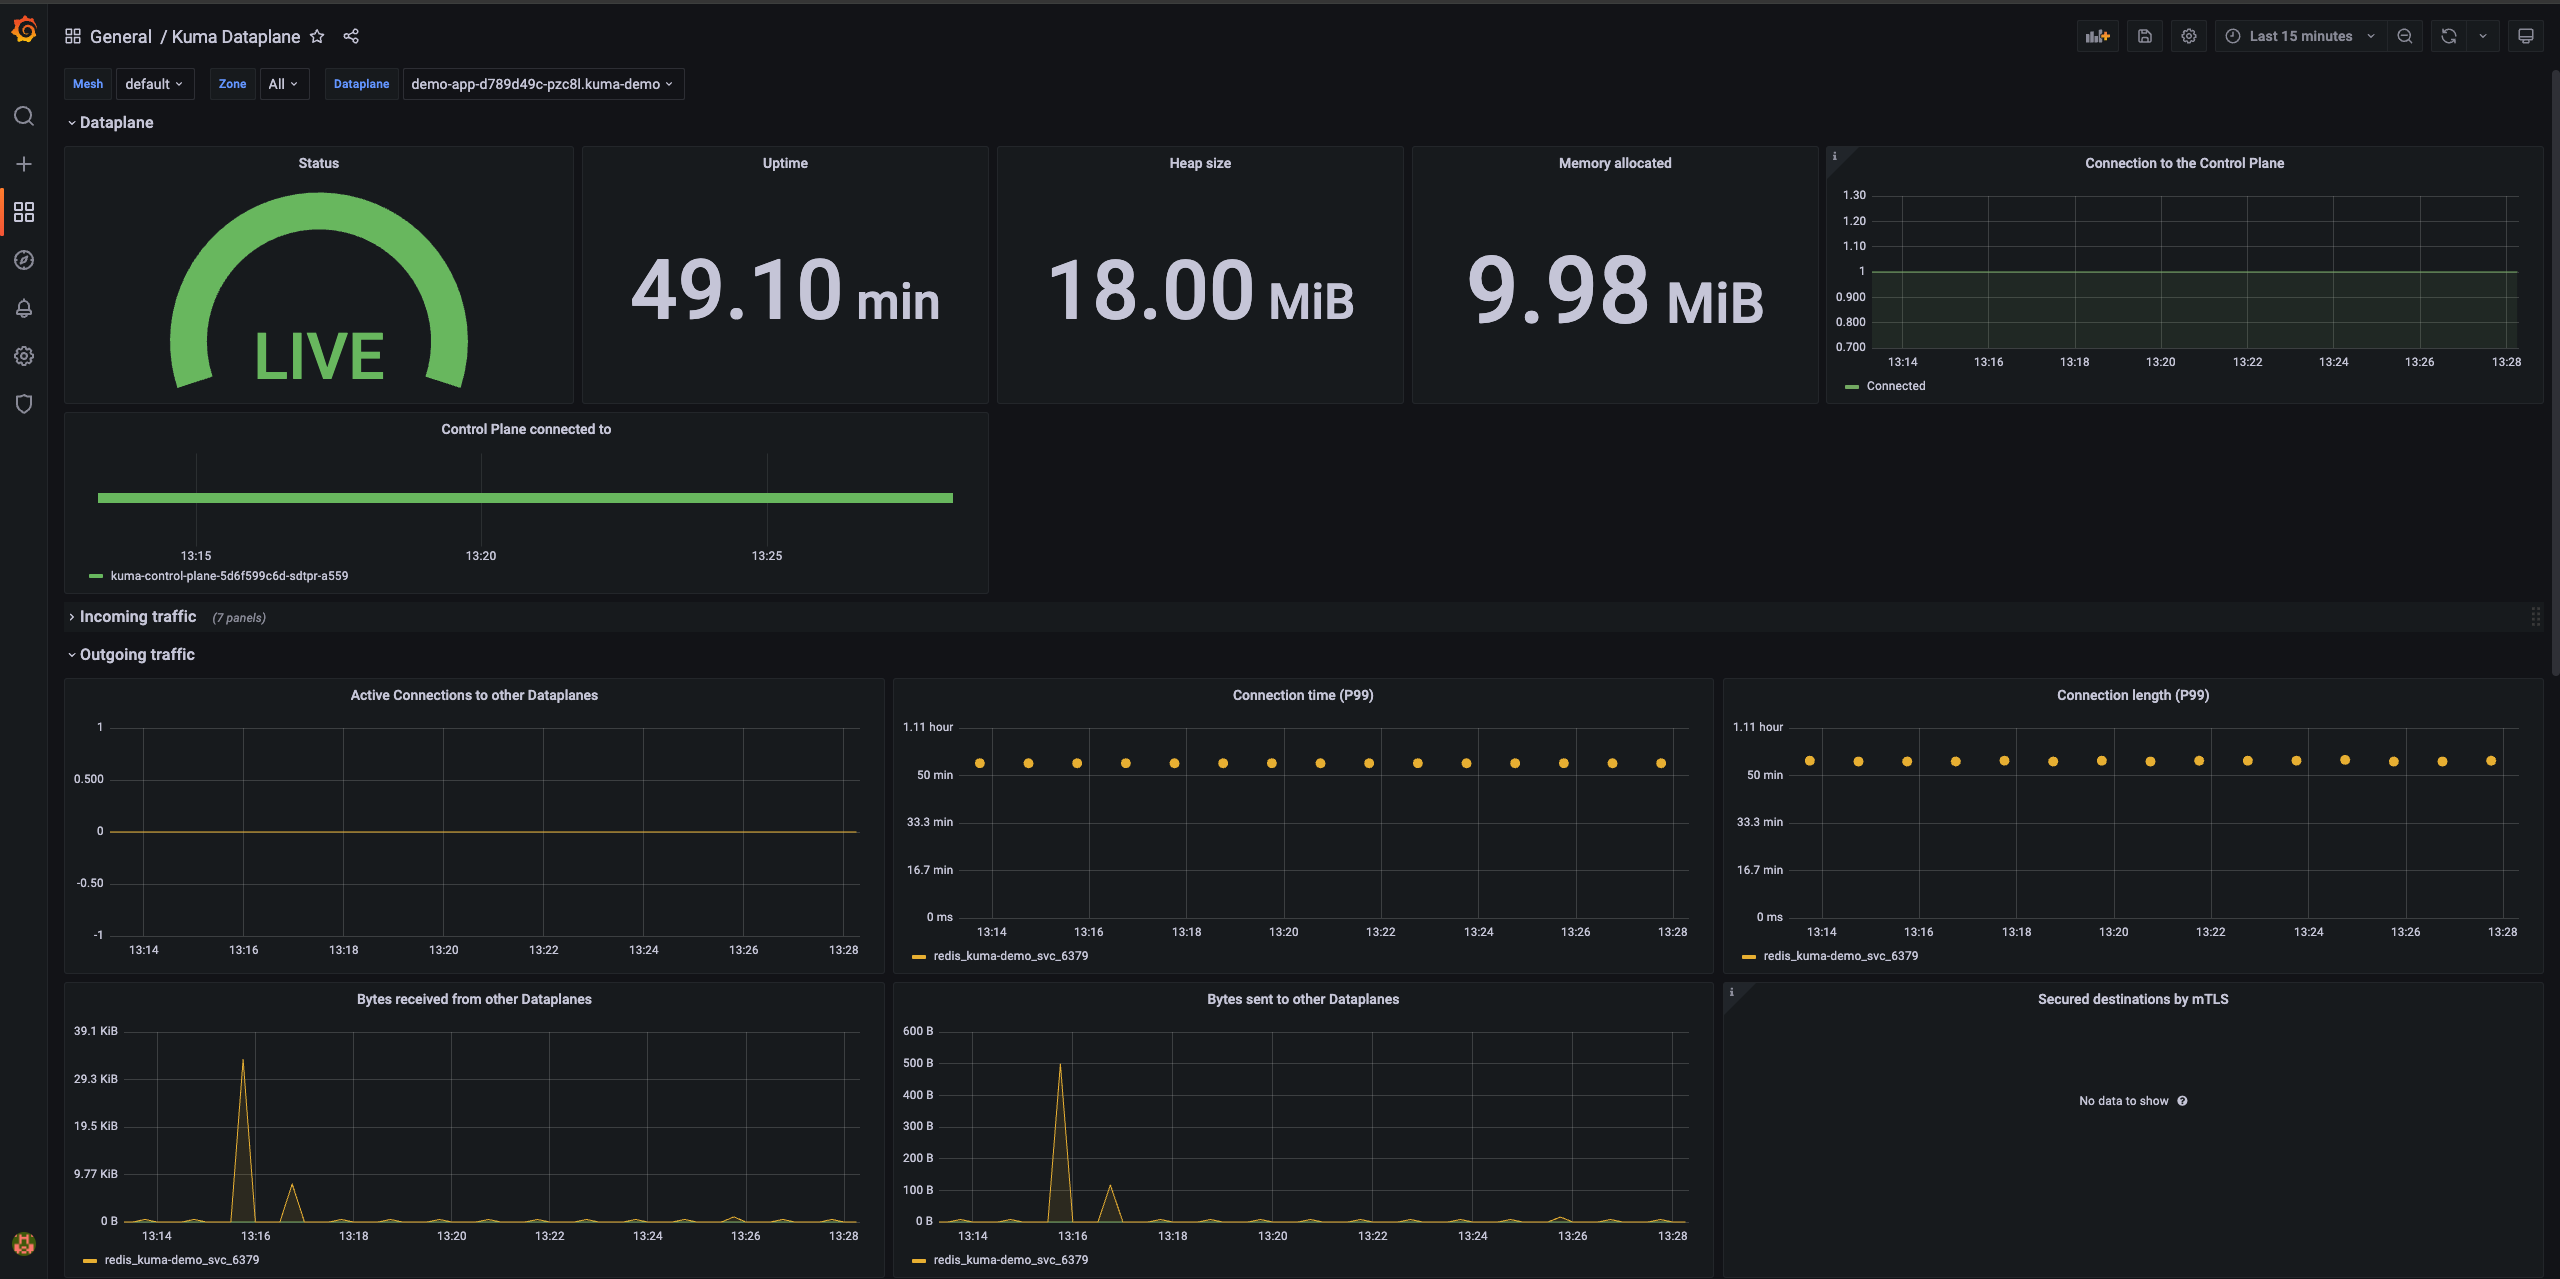 General / Kuma Dataplane
Last 15 minutes
Mesh default Zone All Dataplane demo-app-d789d49c-pzc8l.kuma-demo
Dataplane
Status
LIVE
Uptime
49.10 min
Heap size
18.00 MiB
Memory allocated
9.98 MiB
i
Connection to the Control Plane
1.30
1.20
1.10
1
0.900
0.800
0.700
13:14 13:16 13:18 13:20 13:22 13:24 13:26 13:28
Connected
Control Plane connected to
13:15 13:20 13:25
kuma-control-plane-5d6f599c6d-sdtpr-a559
Incoming traffic (7 panels)
Outgoing traffic
Active Connections to other Dataplanes
1
0.500
0
-0.50
-1
13:14 13:16 13:18 13:20 13:22 13:24 13:26 13:28
Connection time (P99)
1.11 hour
50 min
33.3 min
16.7 min
0 ms
13:14 13:16 13:18 13:20 13:22 13:24 13:26 13:28
redis_kuma-demo_svc_6379
Connection length (P99)
1.11 hour
50 min
33.3 min
16.7 min
0 ms
13:14 13:16 13:18 13:20 13:22 13:24 13:26 13:28
redis_kuma-demo_svc_6379
Bytes received from other Dataplanes
39.1 KiB
29.3 KiB
19.5 KiB
9.77 KiB
0 B
13:14 13:16 13:18 13:20 13:22 13:24 13:26 13:28
redis_kuma-demo_svc_6379
Bytes sent to other Dataplanes
600 B
500 B
400 B
300 B
200 B
100 B
0 B
13:14 13:16 13:18 13:20 13:22 13:24 13:26 13:28
redis_kuma-demo_svc_6379
i
Secured destinations by mTLS
No data to show ?